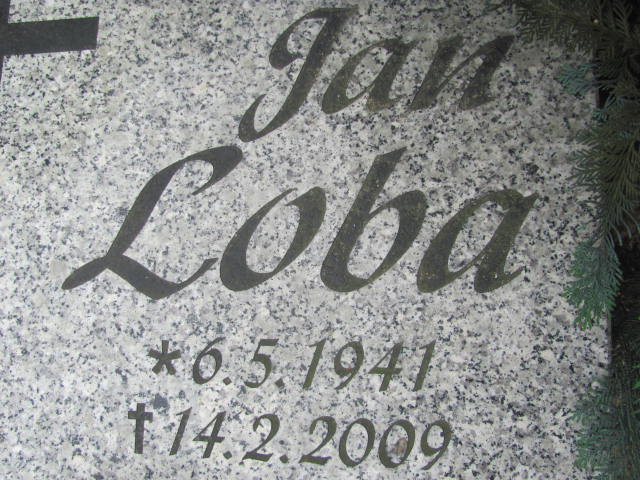 Jan
Loba
* 6. 5. 1941
† 14. 2. 2009